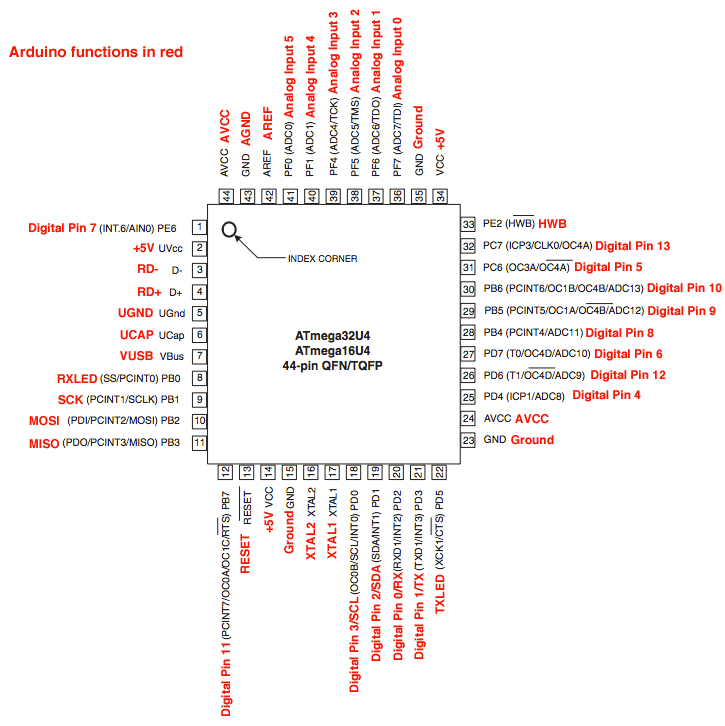 Arduino functions in red
AVCC AVCC
GND AGND
AREF AREF
PF0 (ADC0) Analog Input 5
PF1 (ADC1) Analog Input 4
PF4 (ADC4/TCK) Analog Input 3
PF5 (ADC5/TMS) Analog Input 2
PF6 (ADC6/TDO) Analog Input 1
PF7 (ADC7/TDI) Analog Input 0
GND Ground
VCC +5V
44
43
42
41
40
39
38
37
36
35
34
Digital Pin 7 (INT.6/AIN0) PE6 1
+5V UVcc 2
RD- D- 3
RD+ D+ 4
UGND UGnd 5
UCAP UCap 6
VUSB VBus 7
RXLED (SS/PCINT0) PB0 8
SCK (PCINT1/SCLK) PB1 9
MOSI (PDI/PCINT2/MOSI) PB2 10
MISO (PDO/PCINT3/MISO) PB3 11
INDEX CORNER
ATmega32U4
ATmega16U4
44-pin QFN/TQFP
33 PE2 (HWB) HWB
32 PC7 (ICP3/CLK0/OC4A) Digital Pin 13
31 PC6 (OC3A/OC4A) Digital Pin 5
30 PB6 (PCINT6/OC1B/OC4B/ADC13) Digital Pin 10
29 PB5 (PCINT5/OC1A/OC4B/ADC12) Digital Pin 9
28 PB4 (PCINT4/ADC11) Digital Pin 8
27 PD7 (T0/OC4D/ADC10) Digital Pin 6
26 PD6 (T1/OC4D/ADC9) Digital Pin 12
25 PD4 (ICP1/ADC8) Digital Pin 4
24 AVCC AVCC
23 GND Ground
12
13
14
15
16
17
18
19
20
21
22
Digital Pin 11 (PCINT7/OC0A/OC1C/RTS) PB7
RESET RESET
+5V VCC
Ground GND
XTAL2 XTAL2
XTAL1 XTAL1
Digital Pin 3/SCL (OC0B/SCL/INT0) PD0
Digital Pin 2/SDA (SDA/INT1) PD1
Digital Pin 0/RX (RXD1/INT2) PD2
Digital Pin 1/TX (TXD1/INT3) PD3
TXLED (XCK1/CTS) PD5